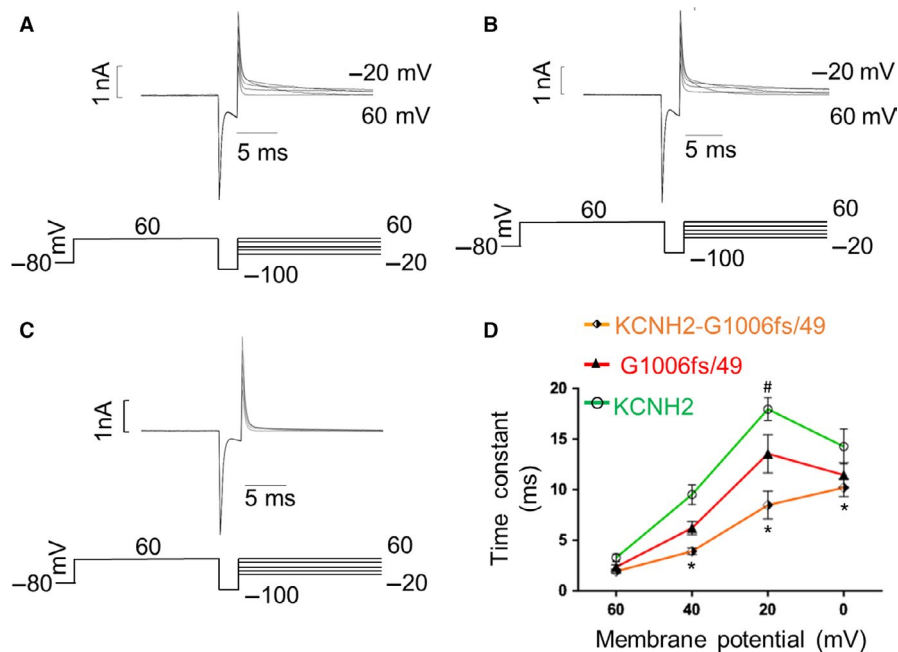 A
1 nA
–20 mV
60 mV
5 ms
60
60
–80
mV
–100
–20
B
1 nA
–20 mV
60 mV
5 ms
60
60
–80
mV
–100
–20
C
1nA
5 ms
60
60
–80
mV
–100
–20
D
KCNH2-G1006fs/49
G1006fs/49
KCNH2
#
20
15
10
5
0
* * *
60 40 20 0
Time constant
(ms)
Membrane potential (mV)